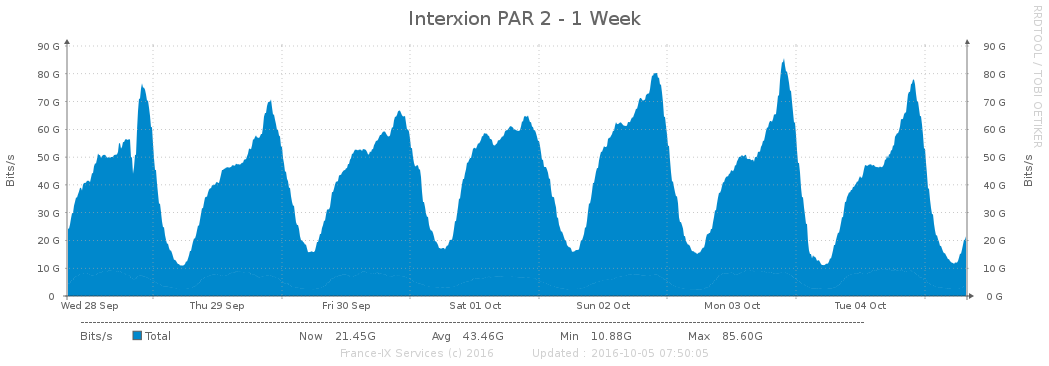 Interxion PAR 2 - 1 Week
RRDTOOL / TOBI OETIKER
Bits/s
Bits/s
90 G 90 G
80 G 80 G
70 G 70 G
60 G 60 G
50 G 50 G
40 G 40 G
30 G 30 G
20 G 20 G
10 G 10 G
0 0 G
Wed 28 Sep Thu 29 Sep Fri 30 Sep Sat 01 Oct Sun 02 Oct Mon 03 Oct Tue 04 Oct
Bits/s Total Now 21.45G Avg 43.46G Min 10.88G Max 85.60G
France-IX Services (c) 2016 Updated : 2016-10-05 07:50:05